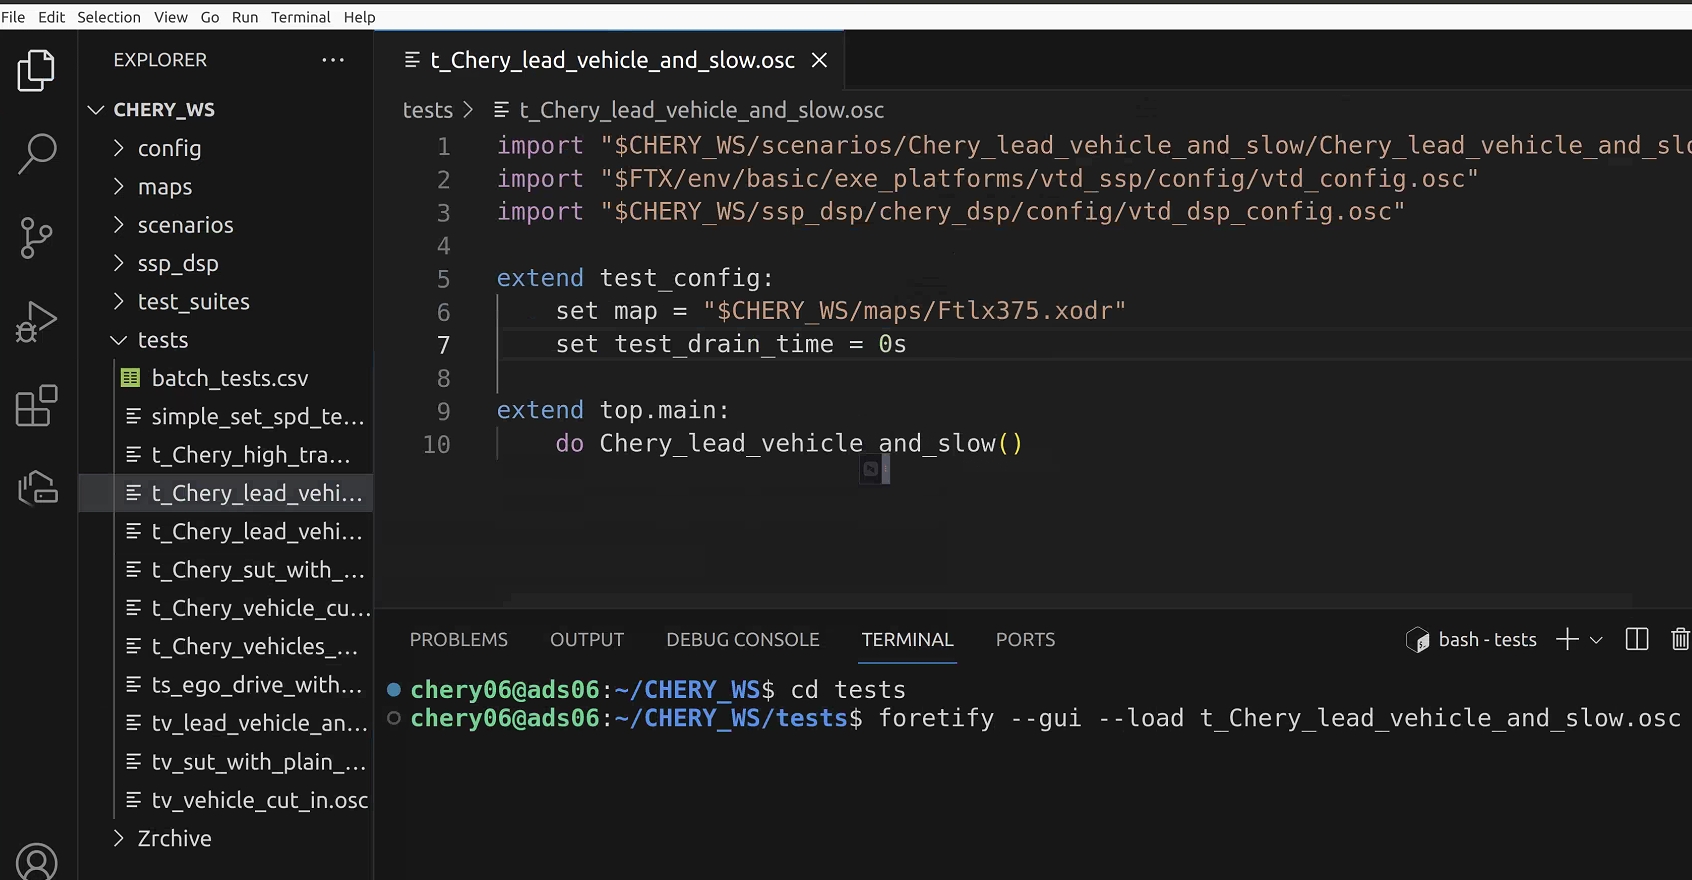 File Edit Selection View Go Run Terminal Help
EXPLORER
CHERY_WS
config
maps
scenarios
ssp_dsp
test_suites
tests
batch_tests.csv
simple_set_spd_te...
t_Chery_high_tra...
t_Chery_lead_vehi...
t_Chery_lead_vehi...
t_Chery_sut_with_...
t_Chery_vehicle_cu...
t_Chery_vehicles_...
ts_ego_drive_with...
tv_lead_vehicle_an...
tv_sut_with_plain_...
tv_vehicle_cut_in.osc
Zrchive
t_Chery_lead_vehicle_and_slow.osc
tests > t_Chery_lead_vehicle_and_slow.osc
1 import "$CHERY_WS/scenarios/Chery_lead_vehicle_and_slow/Chery_lead_vehicle_and_slo
2 import "$FTX/env/basic/exe_platforms/vtd_ssp/config/vtd_config.osc"
3 import "$CHERY_WS/ssp_dsp/chery_dsp/config/vtd_dsp_config.osc"
4
5 extend test_config:
6 set map = "$CHERY_WS/maps/Ftlx375.xodr"
7 set test_drain_time = 0s
8
9 extend top.main:
10 do Chery_lead_vehicle_and_slow()
PROBLEMS OUTPUT DEBUG CONSOLE TERMINAL PORTS
bash - tests
chery06@ads06:~/CHERY_WS$ cd tests
chery06@ads06:~/CHERY_WS/tests$ foretify --gui --load t_Chery_lead_vehicle_and_slow.osc